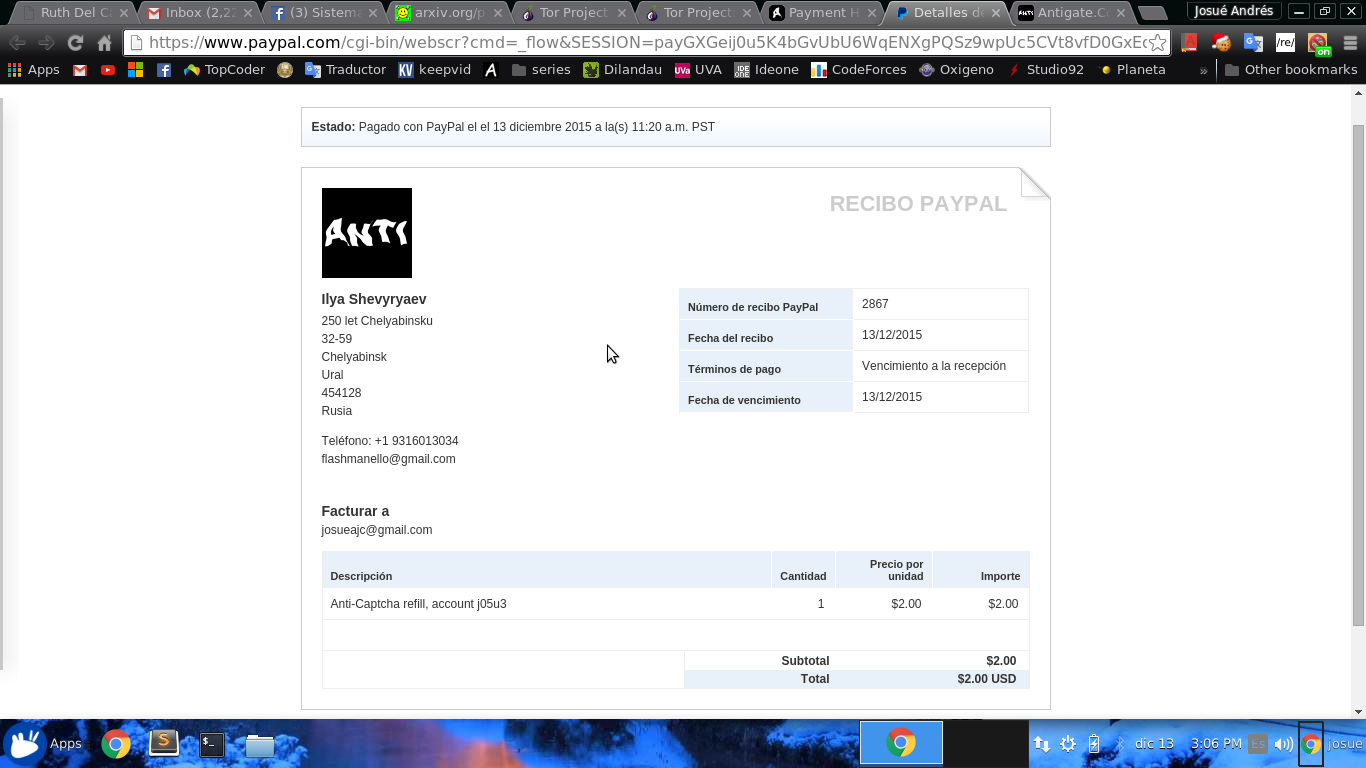 Ruth Del C
Inbox (2,22
(3) Sistem
arxiv.org/p
Tor Project
Tor Project:
Payment H
Detalles de
Antigate.c
Josué Andrés
https://www.paypal.com/cgi-bin/webscr?cmd=_flow&SESSION=payGXGeij0u5K4bGvUbU6WqENXgPQSz9wpUc5CVt8vfD0GxEc
/re/
on
Apps
TopCoder
Traductor
KV keepvid
A
series
Dilandau
UVa UVA
IDE ONE Ideone
CodeForces
Oxigeno
Studio92
Planeta
»
Other bookmarks
Estado: Pagado con PayPal el el 13 diciembre 2015 a la(s) 11:20 a.m. PST
ANTI
RECIBO PAYPAL
Ilya Shevyryaev
250 let Chelyabinsku
32-59
Chelyabinsk
Ural
454128
Rusia
Teléfono: +1 9316013034
flashmanello@gmail.com
Número de recibo PayPal 2867
Fecha del recibo 13/12/2015
Términos de pago Vencimiento a la recepción
Fecha de vencimiento 13/12/2015
Facturar a
josueajc@gmail.com
Descripción Cantidad Precio por unidad Importe
Anti-Captcha refill, account j05u3 1 $2.00 $2.00
Subtotal $2.00
Total $2.00 USD
Apps
S
$_
dic 13
3:06 PM
Es
josue